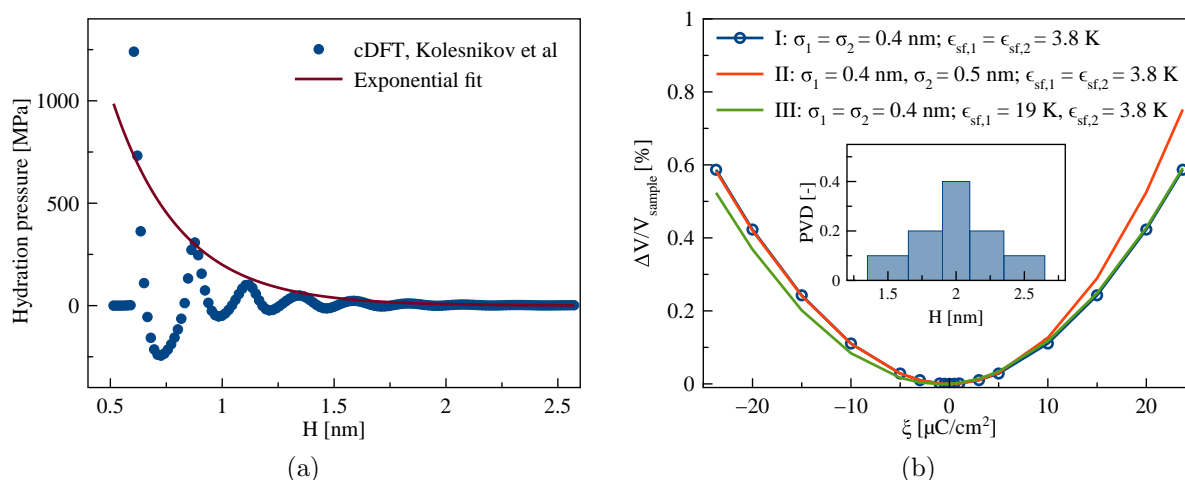 cDFT, Kolesnikov et al
Exponential fit
Hydration pressure [MPa]
1000
500
0
0.5
1
1.5
2
2.5
H [nm]
(a)
I: σ₁ = σ₂ = 0.4 nm; ϵsf,1 = ϵsf,2 = 3.8 K
II: σ₁ = 0.4 nm, σ₂ = 0.5 nm; ϵsf,1 = ϵsf,2 = 3.8 K
III: σ₁ = σ₂ = 0.4 nm; ϵsf,1 = 19 K, ϵsf,2 = 3.8 K
ΔV/Vsample [%]
1
0.8
0.6
0.4
0.2
0
PVD [-]
0.4
0.2
0
1.5
2
2.5
H [nm]
−20
−10
0
10
20
ξ [μC/cm²]
(b)